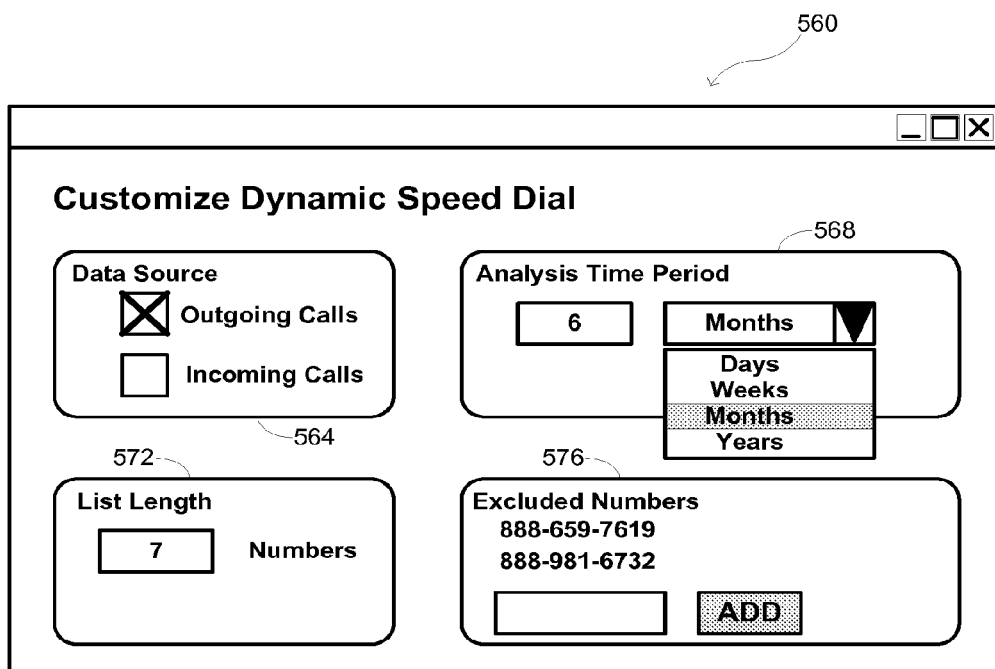 560
Customize Dynamic Speed Dial
568
Data Source
Outgoing Calls
Incoming Calls
564
Analysis Time Period
6
Months
Days
Weeks
Months
Years
572
List Length
7
Numbers
576
Excluded Numbers
888-659-7619
888-981-6732
ADD